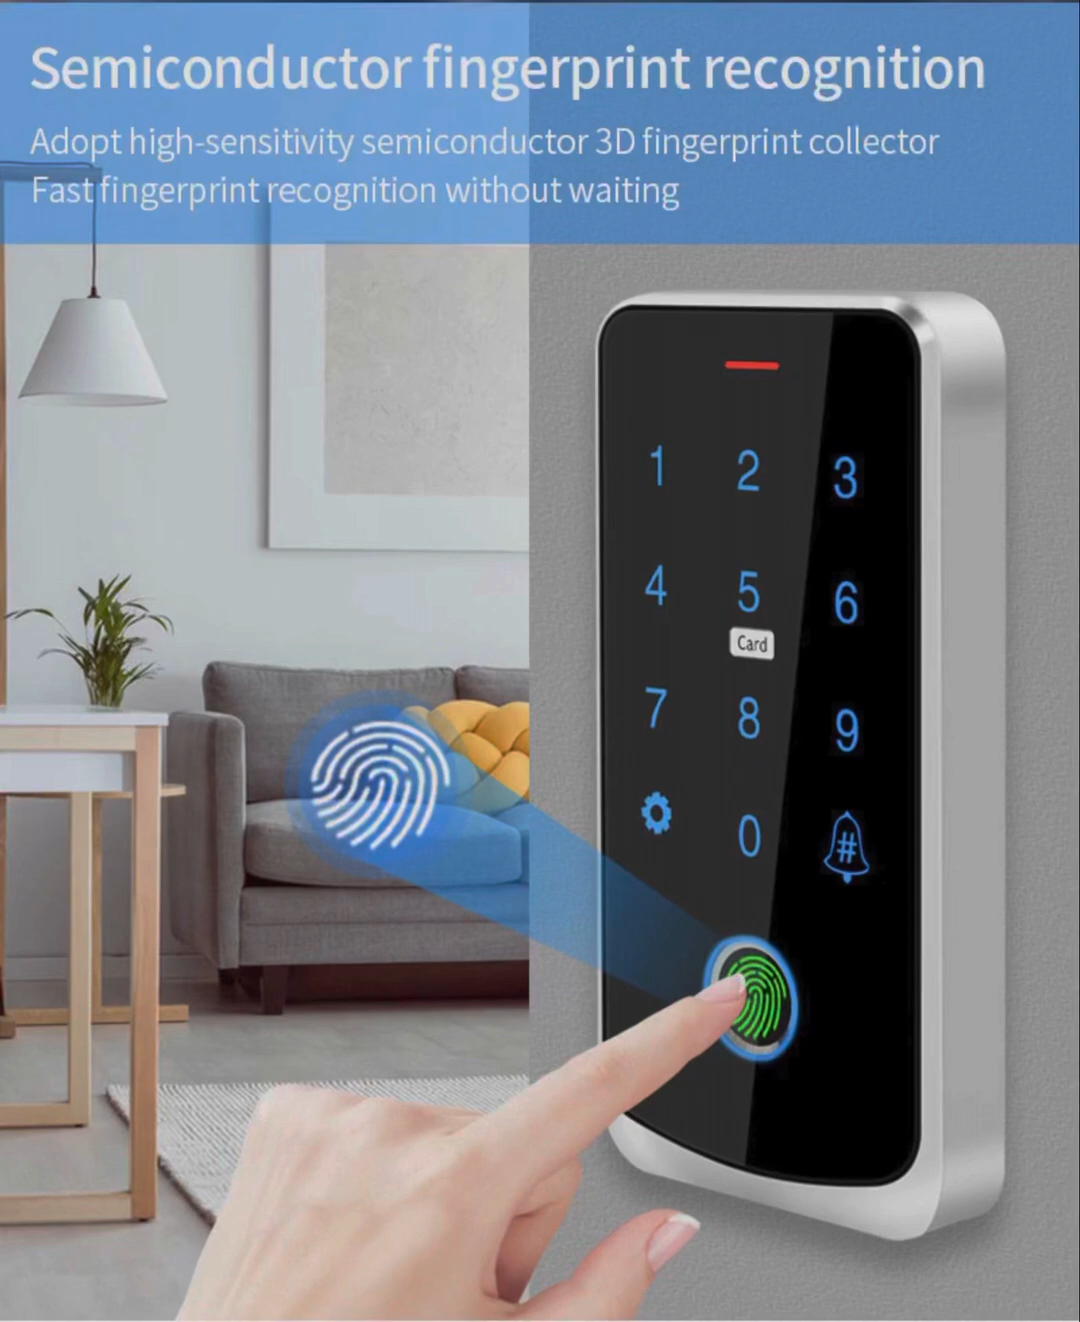 Semiconductor fingerprint recognition
Adopt high-sensitivity semiconductor 3D fingerprint collector
Fast fingerprint recognition without waiting
1 2 3
4 5 6
Card
7 8 9
0 #